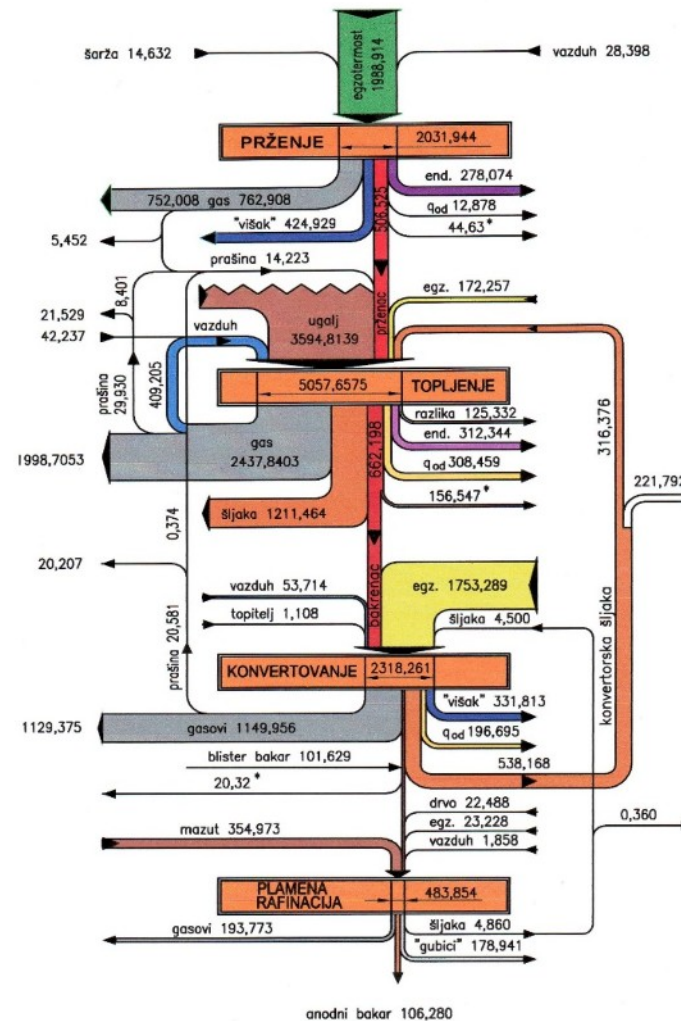 šarža 14,632
egzotermost
1988,914
vazduh 28,398
PRŽENJE
2031,944
752,008 gas 762,908
end. 278,074
506,525
qod 12,878
"višak" 424,929
44,63*
5,452
prašina 14,223
prženac
egz. 172,257
8,401
21,529
ugalj
3594,8139
vazduh
42,237
409,205
prašina
29,930
5057,6575
TOPLJENJE
316,376
razlika 125,332
gas
2437,8403
662,198
end. 312,344
1998,7053
qod 308,459
221,792
156,547*
šljaka 1211,464
0,374
20,207
vazduh 53,714
bakrenac
egz. 1753,289
topitelj 1,108
šljaka 4,500
prašina 20,581
konvertorska šljaka
KONVERTOVANJE
2318,261
"višak" 331,813
1129,375
gasovi 1149,956
qod 196,695
blister bakar 101,629
538,168
20,32*
drvo 22,488
egz. 23,228
0,360
mazut 354,973
vazduh 1,858
PLAMENA
RAFINACIJA
483,854
gasovi 193,773
šljaka 4,860
"gubici" 178,941
anodni bakar 106,280